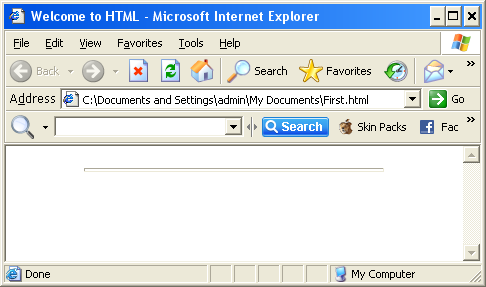 Welcome to HTML - Microsoft Internet Explorer
File Edit View Favorites Tools Help
Back Search Favorites
Address C:\Documents and Settings\admin\My Documents\First.html Go
Search Skin Packs Fac
Done My Computer